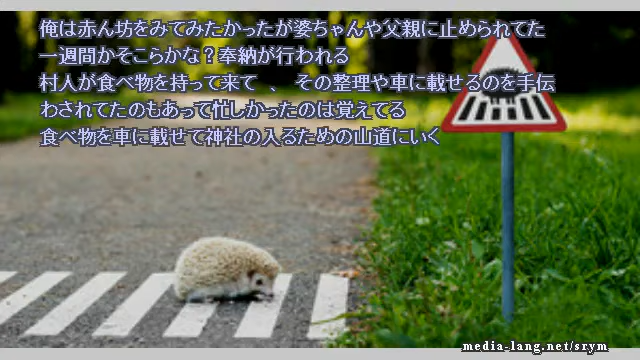 俺は赤ん坊をみてみたかったが婆ちゃんや父親に止められてた
一週間かそこらかな？奉納が行われる
村人が食べ物を持って来て 、 その整理や車に載せるのを手伝
わされてたのもあって忙しかったのは覚えてる
食べ物を車に載せて神社の入るための山道にいく
media-lang.net/srym